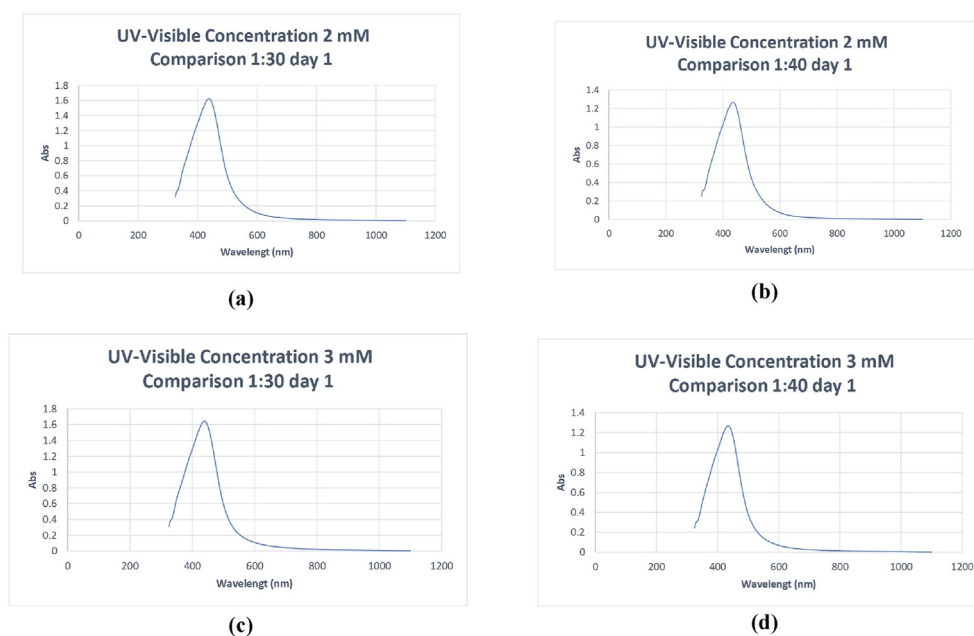 UV-Visible Concentration 2 mM
Comparison 1:30 day 1
1.8
1.6
1.4
1.2
1
0.8
0.6
0.4
0.2
0
Abs
0 200 400 600 800 1000 1200
Wavelengt (nm)
(a)
UV-Visible Concentration 2 mM
Comparison 1:40 day 1
1.4
1.2
1
0.8
0.6
0.4
0.2
0
Abs
0 200 400 600 800 1000 1200
Wavelengt (nm)
(b)
UV-Visible Concentration 3 mM
Comparison 1:30 day 1
1.8
1.6
1.4
1.2
1
0.8
0.6
0.4
0.2
0
Abs
0 200 400 600 800 1000 1200
Wavelengt (nm)
(c)
UV-Visible Concentration 3 mM
Comparison 1:40 day 1
1.4
1.2
1
0.8
0.6
0.4
0.2
0
Abs
0 200 400 600 800 1000 1200
Wavelengt (nm)
(d)